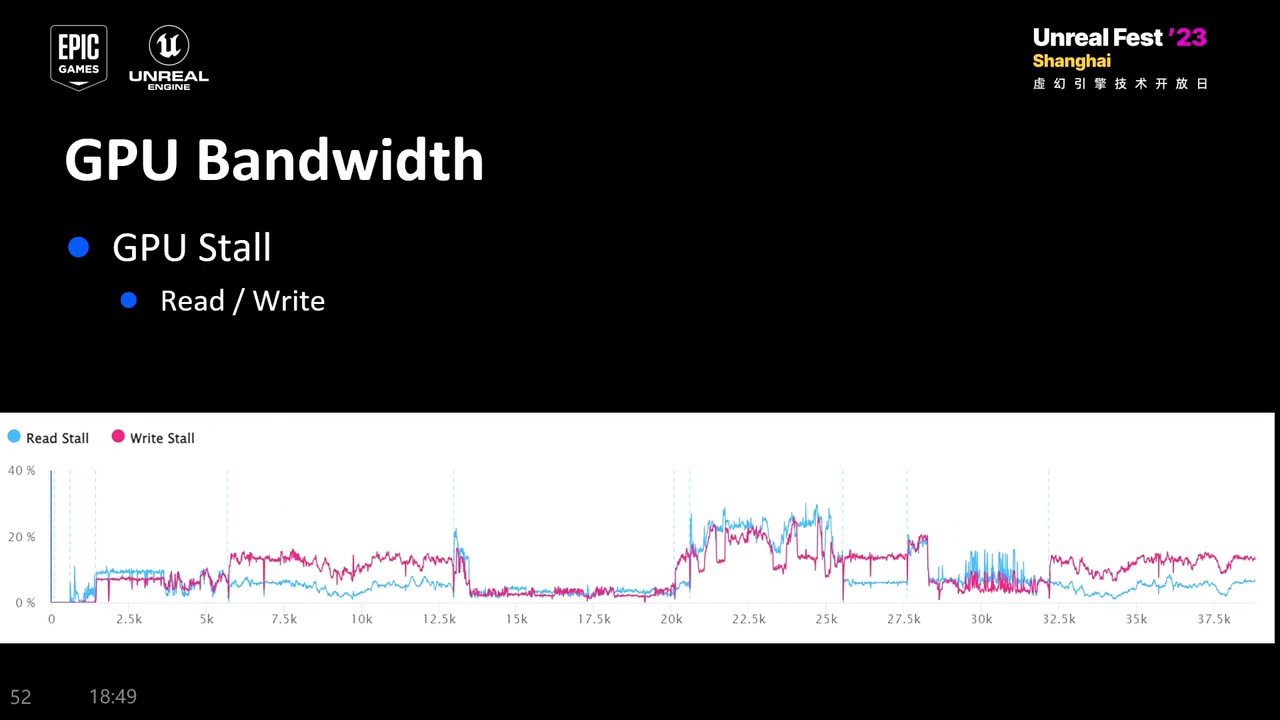 EPIC
GAMES
UNREAL
ENGINE
Unreal Fest '23
Shanghai
虚幻引擎技术开放日
GPU Bandwidth
GPU Stall
Read / Write
Read Stall Write Stall
40 %
20 %
0 %
0 2.5k 5k 7.5k 10k 12.5k 15k 17.5k 20k 22.5k 25k 27.5k 30k 32.5k 35k 37.5k
52 18:49